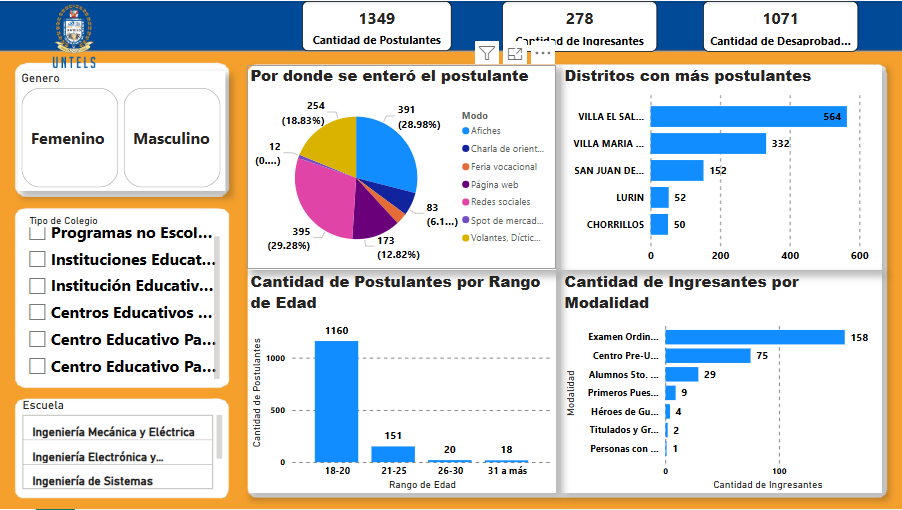 UNTELS
1349
Cantidad de Postulantes
278
Cantidad de Ingresantes
1071
Cantidad de Desaprobad...
Genero
Femenino
Masculino
Tipo de Colegio
Programas no Escol...
Instituciones Educat...
Institución Educativ...
Centros Educativos ...
Centro Educativo Pa...
Centro Educativo Pa...
Escuela
Ingeniería Mecánica y Eléctrica
Ingeniería Electrónica y...
Ingeniería de Sistemas
Por donde se enteró el postulante
391
(28.98%)
83
(6.1...)
173
(12.82%)
395
(29.28%)
12
(0....)
254
(18.83%)
Modo
Afiches
Charla de orient...
Feria vocacional
Página web
Redes sociales
Spot de mercad...
Volantes, Díctic...
Distritos con más postulantes
VILLA EL SAL... 564
VILLA MARIA ... 332
SAN JUAN DE... 152
LURIN 52
CHORRILLOS 50
0 200 400 600
Cantidad de Postulantes por Rango
de Edad
Cantidad de Postulantes
1000
500
0
1160
151
20
18
18-20 21-25 26-30 31 a más
Rango de Edad
Cantidad de Ingresantes por
Modalidad
Modalidad
Examen Ordin... 158
Centro Pre-U... 75
Alumnos 5to. ... 29
Primeros Pues... 9
Héroes de Gu... 4
Titulados y Gr... 2
Personas con ... 1
0 100
Cantidad de Ingresantes